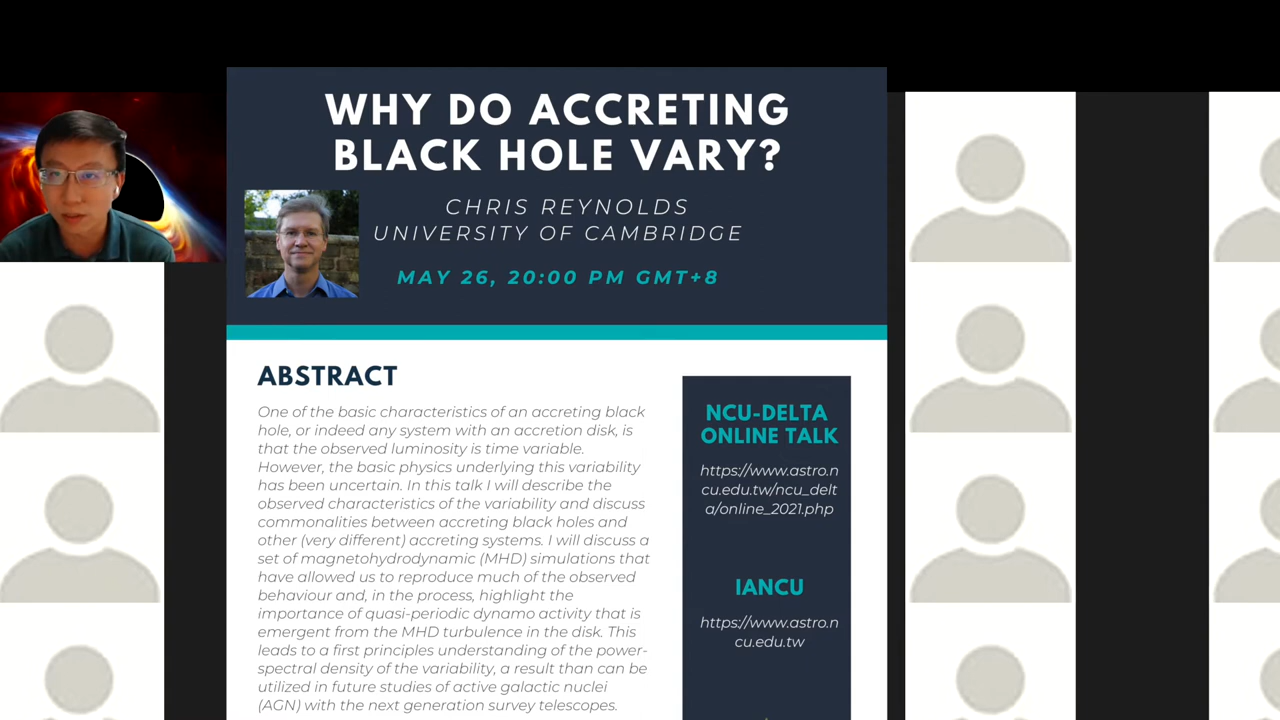 WHY DO ACCRETING
BLACK HOLE VARY?
CHRIS REYNOLDS
UNIVERSITY OF CAMBRIDGE
MAY 26, 20:00 PM GMT+8
ABSTRACT
One of the basic characteristics of an accreting black
hole, or indeed any system with an accretion disk, is
that the observed luminosity is time variable.
However, the basic physics underlying this variability
has been uncertain. In this talk I will describe the
observed characteristics of the variability and discuss
commonalities between accreting black holes and
other (very different) accreting systems. I will discuss a
set of magnetohydrodynamic (MHD) simulations that
have allowed us to reproduce much of the observed
behaviour and, in the process, highlight the
importance of quasi-periodic dynamo activity that is
emergent from the MHD turbulence in the disk. This
leads to a first principles understanding of the power-
spectral density of the variability, a result than can be
utilized in future studies of active galactic nuclei
(AGN) with the next generation survey telescopes.
NCU-DELTA
ONLINE TALK
https://www.astro.n
cu.edu.tw/ncu_delt
a/online_2021.php
IANCU
https://www.astro.n
cu.edu.tw